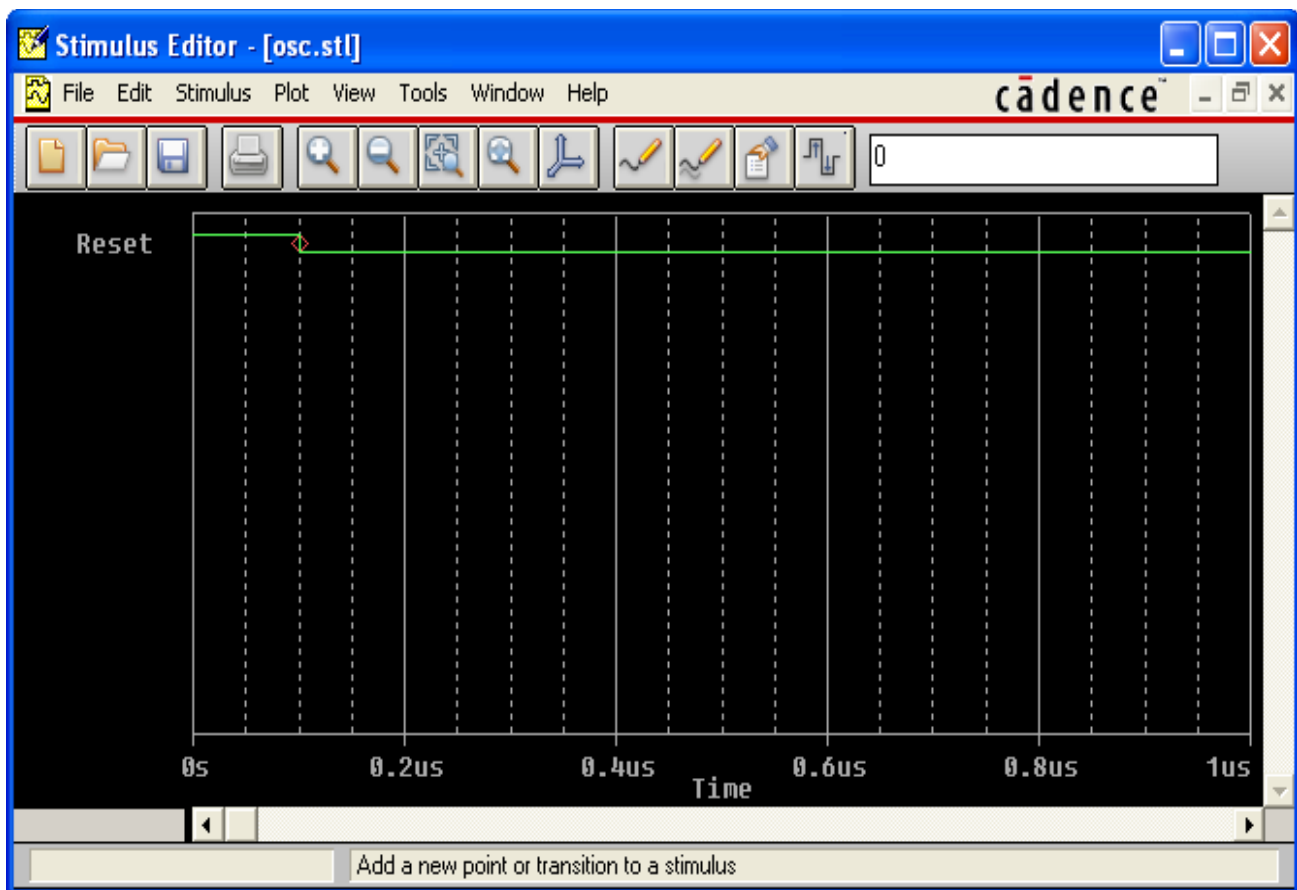 Stimulus Editor - [osc.stl]
File Edit Stimulus Plot View Tools Window Help cādence™
0
Reset
0s 0.2us 0.4us 0.6us 0.8us 1us
Time
Add a new point or transition to a stimulus